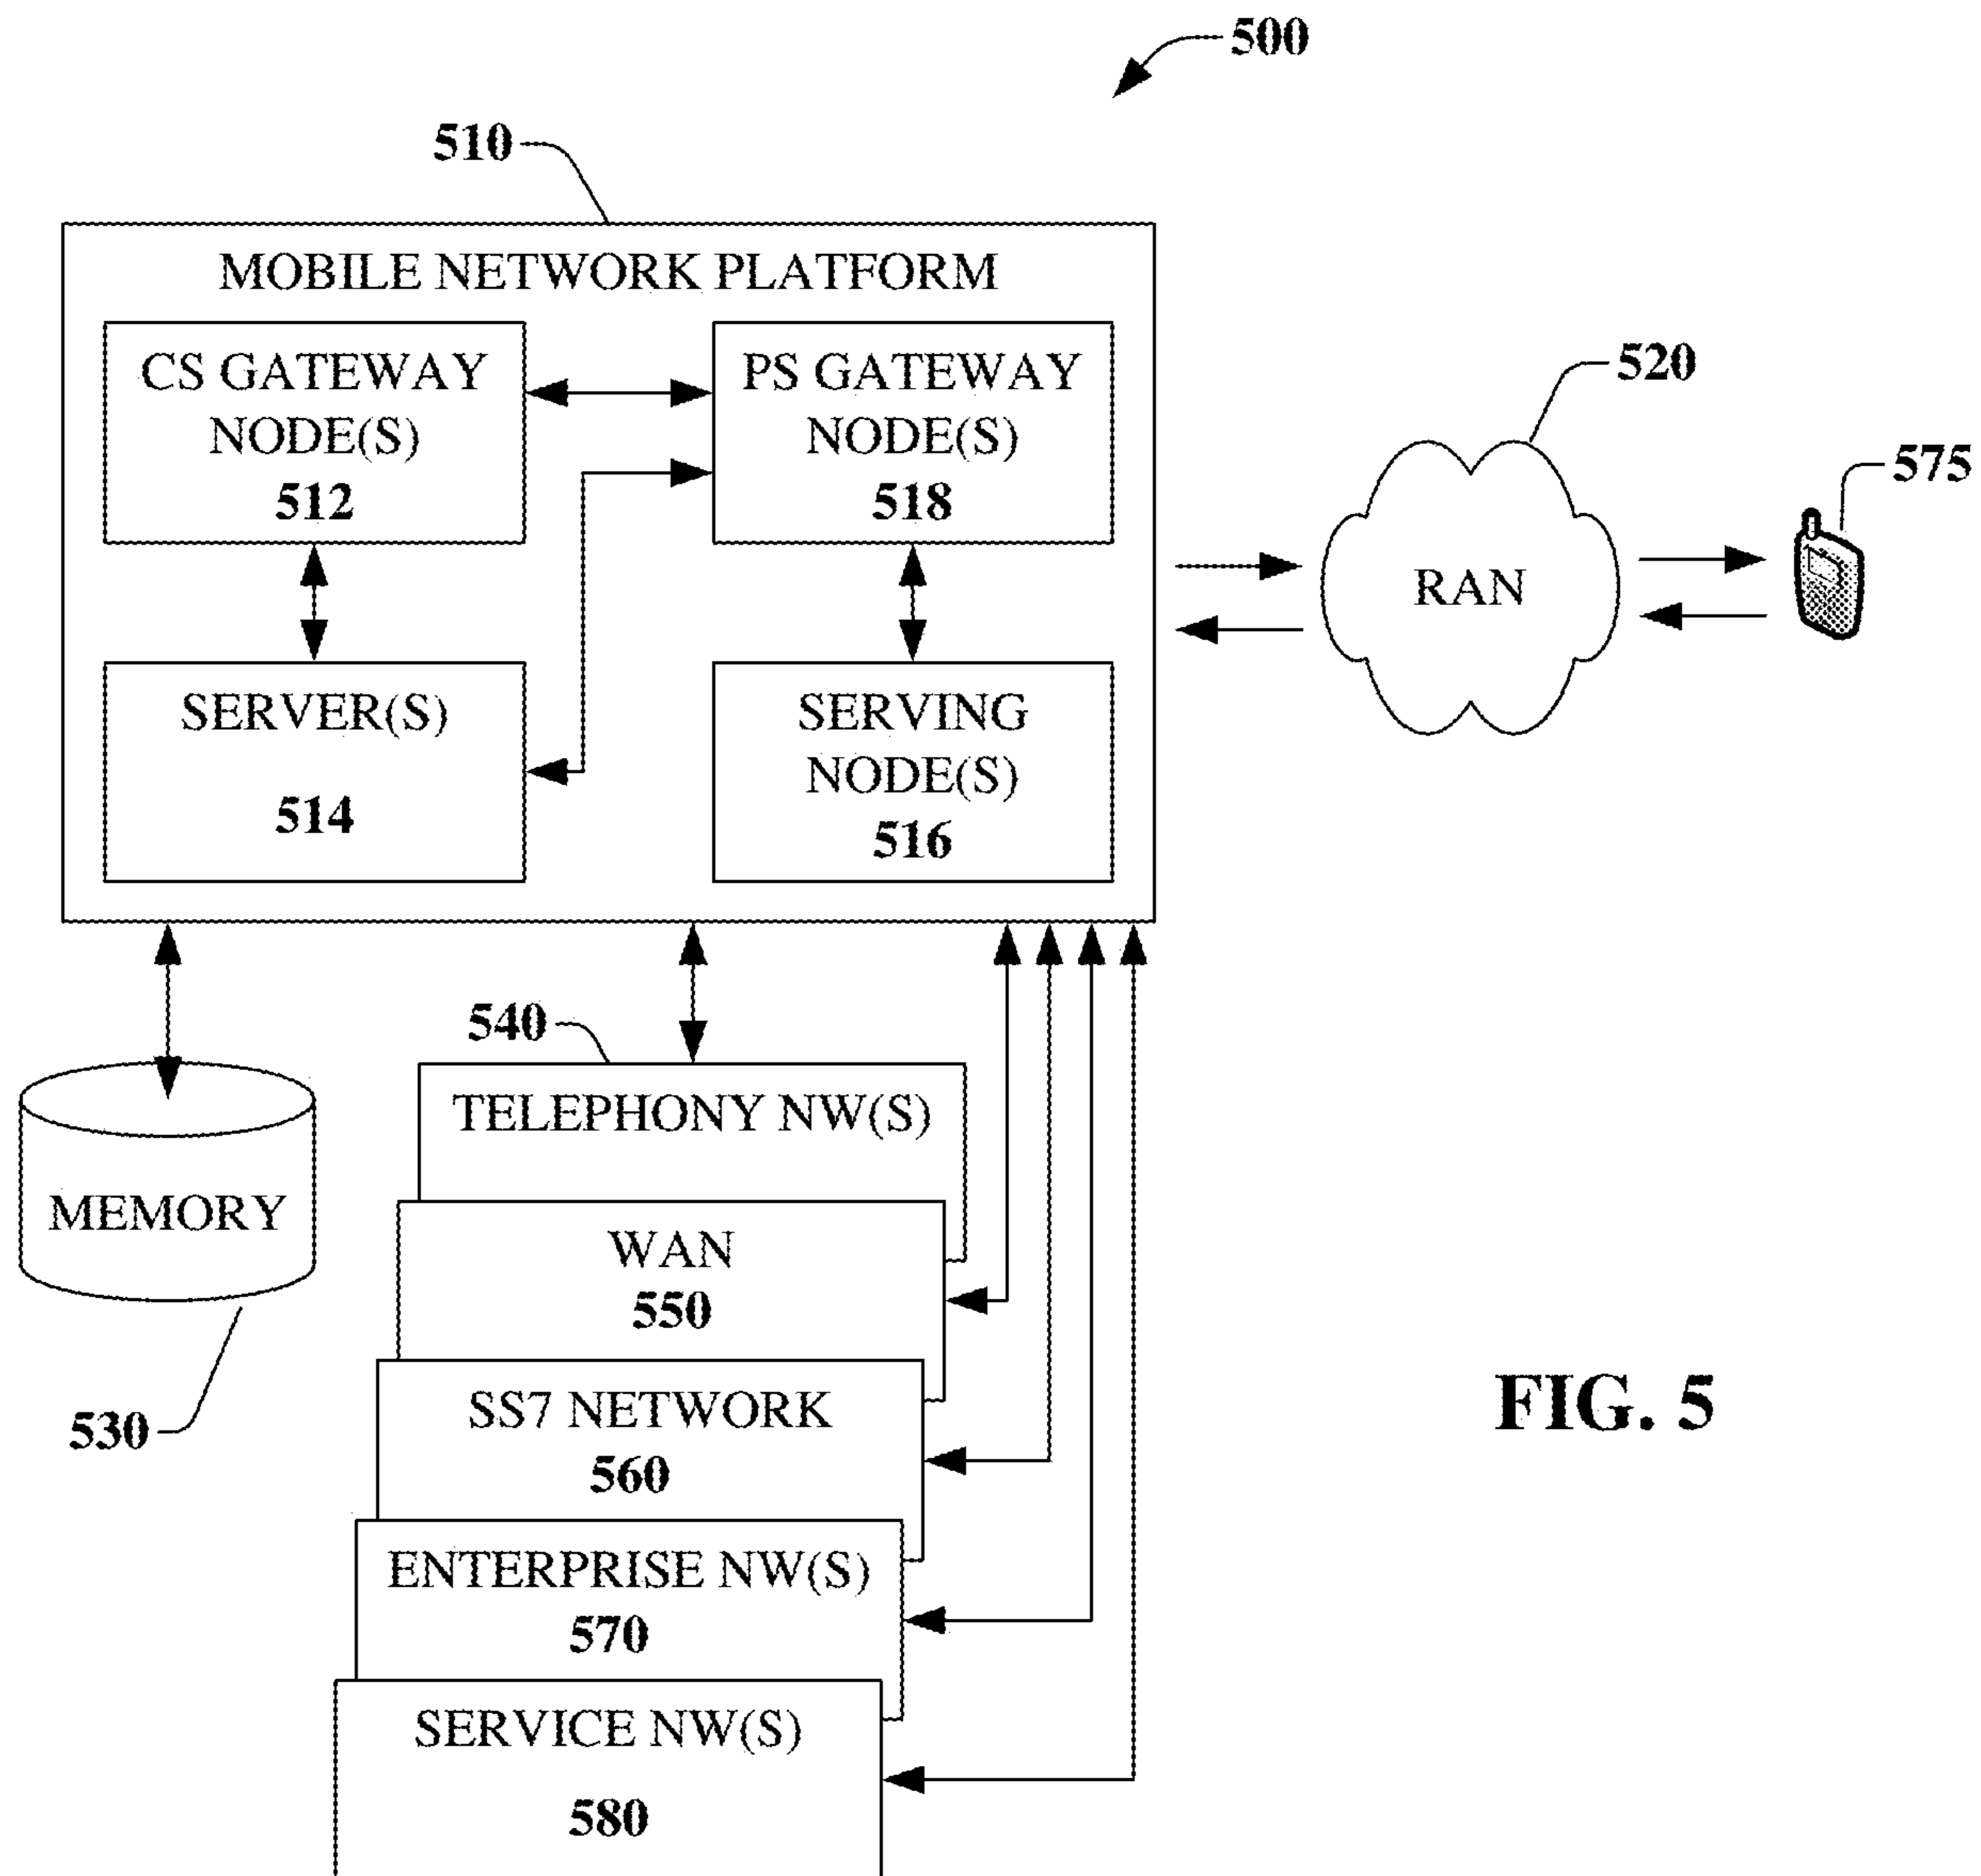 500
510
MOBILE NETWORK PLATFORM
CS GATEWAY
NODE(S)
512
PS GATEWAY
NODE(S)
518
SERVER(S)
514
SERVING
NODE(S)
516
520
RAN
575
540
TELEPHONY NW(S)
MEMORY
530
WAN
550
SS7 NETWORK
560
ENTERPRISE NW(S)
570
SERVICE NW(S)
580
FIG. 5